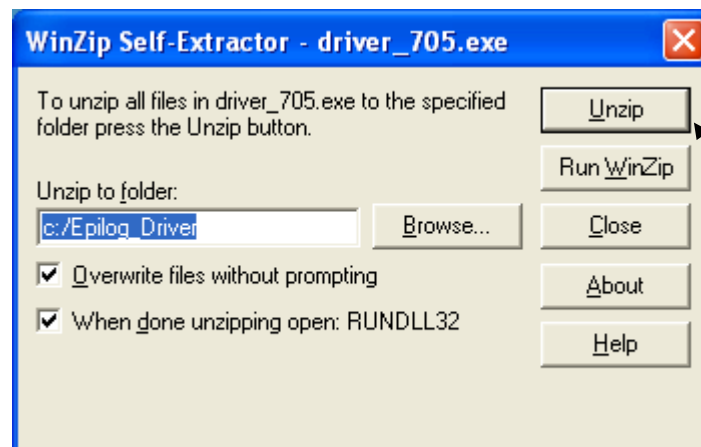 WinZip Self-Extractor - driver_705.exe
To unzip all files in driver_705.exe to the specified
folder press the Unzip button.
Unzip to folder:
c:/Epilog_Driver
Browse...
Overwrite files without prompting
When done unzipping open: RUNDLL32
Unzip
Run WinZip
Close
About
Help